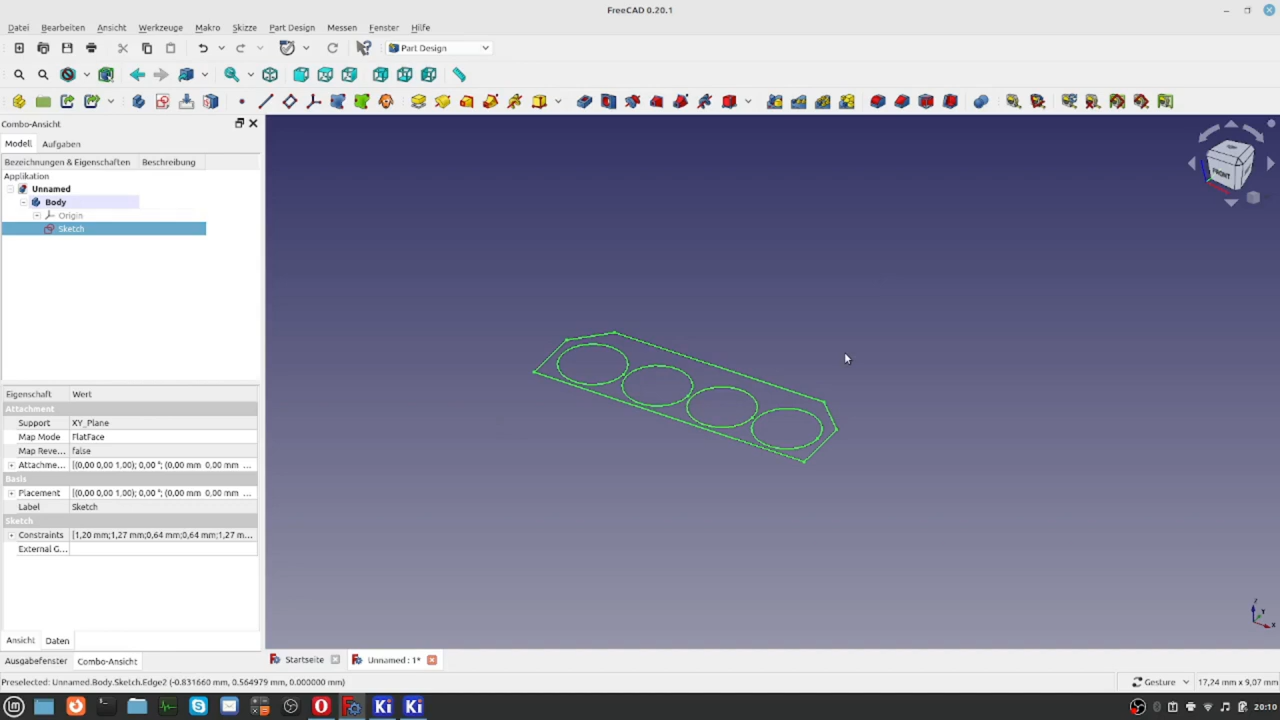 FreeCAD 0.20.1
Datei Bearbeiten Ansicht Werkzeuge Makro Skizze Part Design Messen Fenster Hilfe
Part Design
Combo-Ansicht
Modell Aufgaben
Bezeichnungen & Eigenschaften Beschreibung
Applikation
Unnamed
Body
Origin
Sketch
FRONT
Eigenschaft Wert
Attachment
Support XY_Plane
Map Mode FlatFace
Map Reve... false
Attachme... [(0,00 0,00 1,00); 0,00 °; (0,00 mm 0,00 mm ...
Basis
Placement [(0,00 0,00 1,00); 0,00 °; (0,00 mm 0,00 mm ...
Label Sketch
Sketch
Constraints [1,20 mm;1,27 mm;0,64 mm;0,64 mm;1,27 m...
External G...
Z
Y
X
Ansicht Daten
Ausgabefenster Combo-Ansicht
Startseite Unnamed : 1*
Preselected: Unnamed.Body.Sketch.Edge2 (-0.831660 mm, 0.564979 mm, 0.000000 mm)
Gesture 17,24 mm x 9,07 mm
Ki Ki
20:10